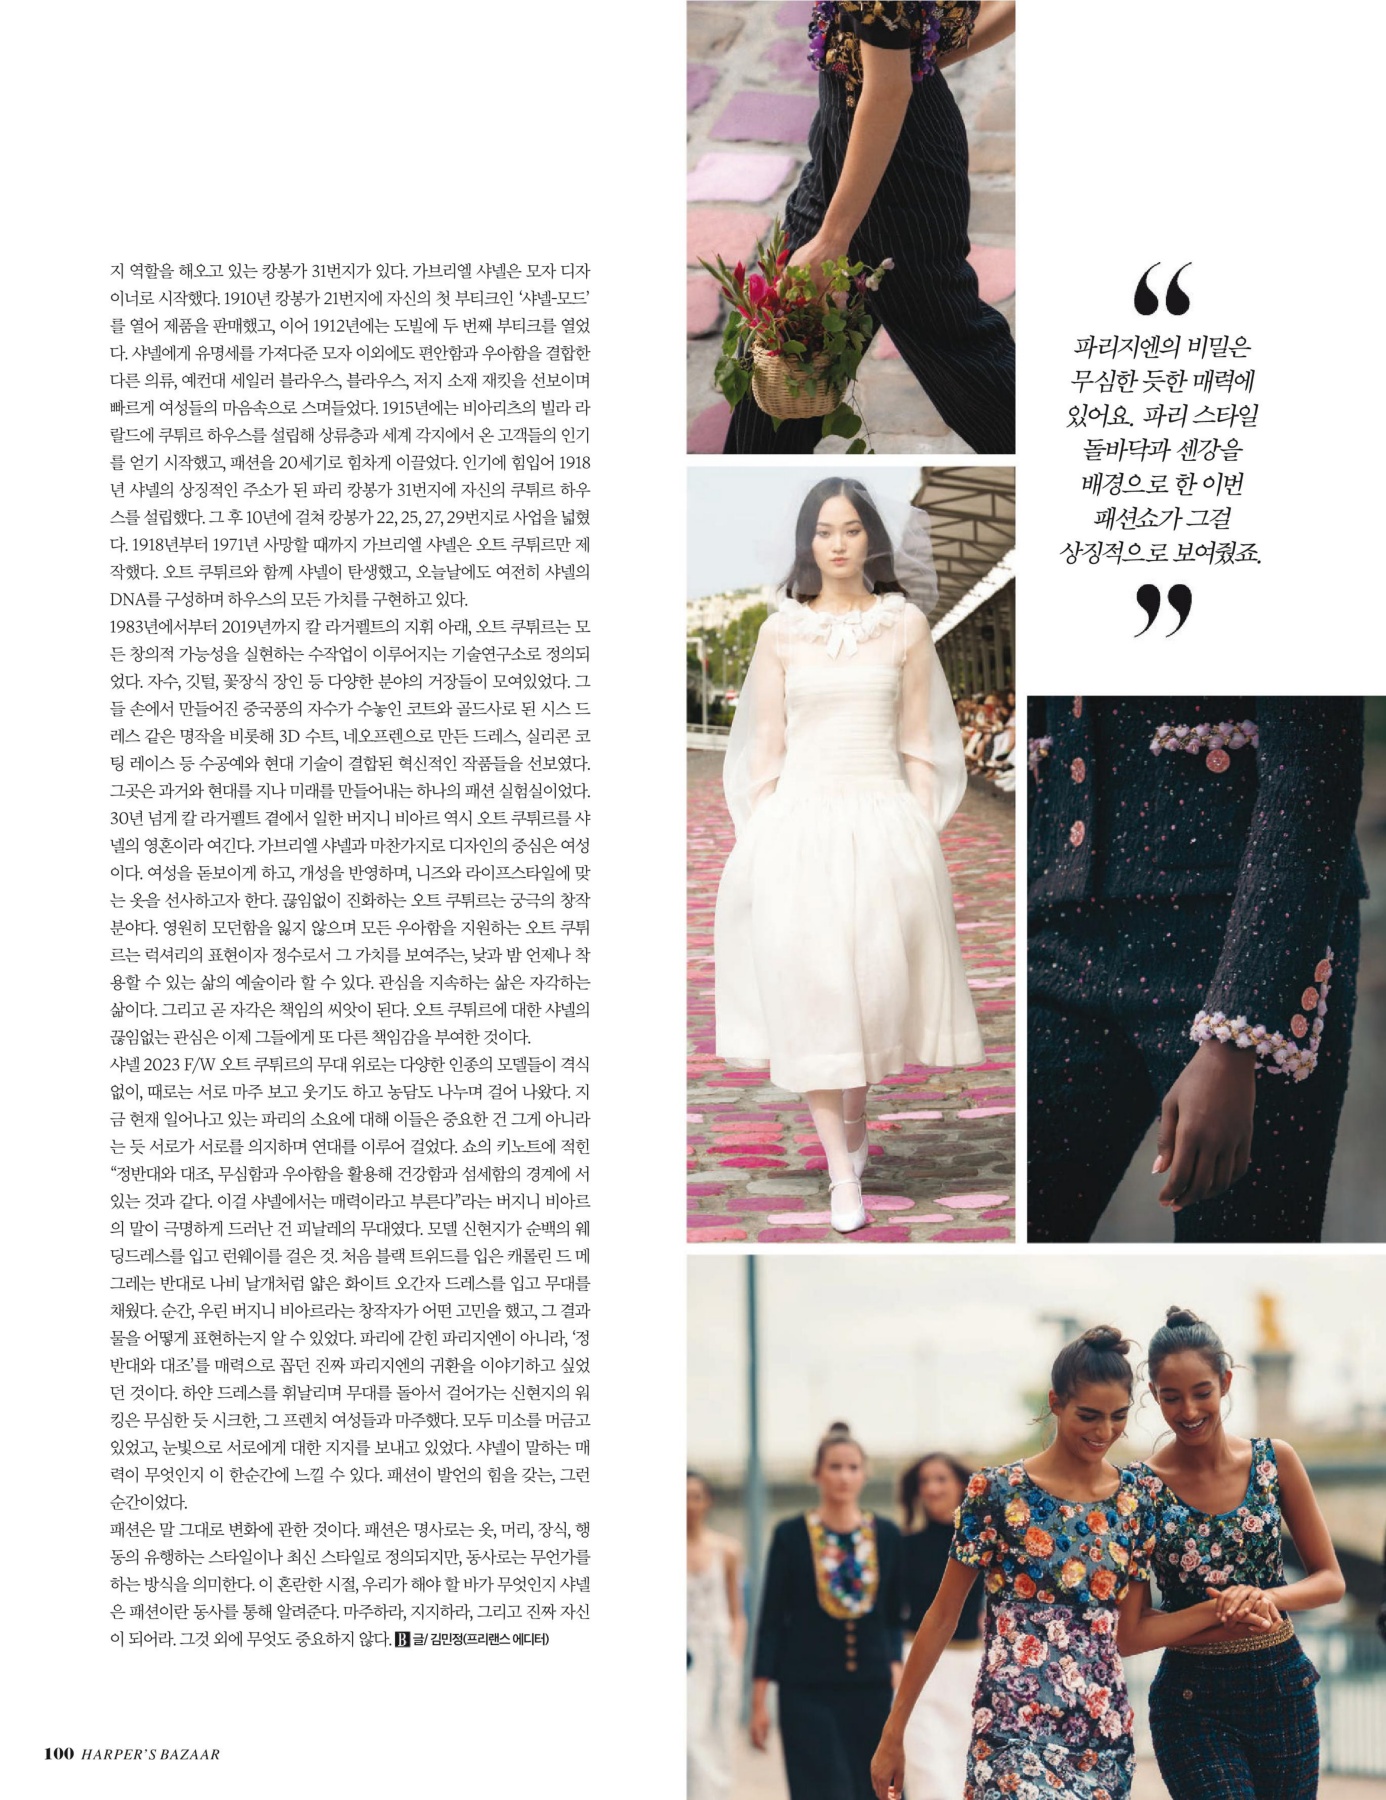 지 역할을 해오고 있는 캉봉가 31번지가 있다. 가브리엘 샤넬은 모자 디자
이너로 시작했다. 1910년 캉봉가 21번지에 자신의 첫 부티크인 ‘샤넬-모드’
를 열어 제품을 판매했고, 이어 1912년에는 도빌에 두 번째 부티크를 열었
다. 샤넬에게 유명세를 가져다준 모자 이외에도 편안함과 우아함을 결합한
다른 의류, 예컨대 세일러 블라우스, 블라우스, 저지 소재 재킷을 선보이며
빠르게 여성들의 마음속으로 스며들었다. 1915년에는 비아리츠의 빌라 라
랄드에 쿠튀르 하우스를 설립해 상류층과 세계 각지에서 온 고객들의 인기
를 얻기 시작했고, 패션을 20세기로 힘차게 이끌었다. 인기에 힘입어 1918
년 샤넬의 상징적인 주소가 된 파리 캉봉가 31번지에 자신의 쿠튀르 하우
스를 설립했다. 그 후 10년에 걸쳐 캉봉가 22, 25, 27, 29번지로 사업을 넓혔
다. 1918년부터 1971년 사망할 때까지 가브리엘 샤넬은 오트 쿠튀르만 제
작했다. 오트 쿠튀르와 함께 샤넬이 탄생했고, 오늘날에도 여전히 샤넬의
DNA를 구성하며 하우스의 모든 가치를 구현하고 있다.
1983년에서부터 2019년까지 칼 라거펠트의 지휘 아래, 오트 쿠튀르는 모
든 창의적 가능성을 실현하는 수작업이 이루어지는 기술연구소로 정의되
었다. 자수, 깃털, 꽃장식 장인 등 다양한 분야의 거장들이 모여있었다. 그
들 손에서 만들어진 중국풍의 자수가 수놓인 코트와 골드사로 된 시스 드
레스 같은 명작을 비롯해 3D 수트, 네오프렌으로 만든 드레스, 실리콘 코
팅 레이스 등 수공예와 현대 기술이 결합된 혁신적인 작품들을 선보였다.
그곳은 과거와 현대를 지나 미래를 만들어내는 하나의 패션 실험실이었다.
30년 넘게 칼 라거펠트 곁에서 일한 버지니 비아르 역시 오트 쿠튀르를 샤
넬의 영혼이라 여긴다. 가브리엘 샤넬과 마찬가지로 디자인의 중심은 여성
이다. 여성을 돋보이게 하고, 개성을 반영하며, 니즈와 라이프스타일에 맞
는 옷을 선사하고자 한다. 끊임없이 진화하는 오트 쿠튀르는 궁극의 창작
분야다. 영원히 모던함을 잃지 않으며 모든 우아함을 지원하는 오트 쿠튀
르는 럭셔리의 표현이자 정수로서 그 가치를 보여주는, 낮과 밤 언제나 착
용할 수 있는 삶의 예술이라 할 수 있다. 관심을 지속하는 삶은 자각하는
삶이다. 그리고 곧 자각은 책임의 씨앗이 된다. 오트 쿠튀르에 대한 샤넬의
끊임없는 관심은 이제 그들에게 또 다른 책임감을 부여한 것이다.
샤넬 2023 F/W 오트 쿠튀르의 무대 위로는 다양한 인종의 모델들이 격식
없이, 때로는 서로 마주 보고 웃기도 하고 농담도 나누며 걸어 나왔다. 지
금 현재 일어나고 있는 파리의 소요에 대해 이들은 중요한 건 그게 아니라
는 듯 서로가 서로를 의지하며 연대를 이루어 걸었다. 쇼의 키노트에 적힌
“정반대와 대조, 무심함과 우아함을 활용해 건강함과 섬세함의 경계에 서
있는 것과 같다. 이걸 샤넬에서는 매력이라고 부른다”라는 버지니 비아르
의 말이 극명하게 드러난 건 피날레의 무대였다. 모델 신현지가 순백의 웨
딩드레스를 입고 런웨이를 걸은 것. 처음 블랙 트위드를 입은 캐롤린 드 메
그레는 반대로 나비 날개처럼 얇은 화이트 오간자 드레스를 입고 무대를
채웠다. 순간, 우린 버지니 비아르라는 창작자가 어떤 고민을 했고, 그 결과
물을 어떻게 표현하는지 알 수 있었다. 파리에 갇힌 파리지엔이 아니라, ‘정
반대와 대조’를 매력으로 꼽던 진짜 파리지엔의 귀환을 이야기하고 싶었
던 것이다. 하얀 드레스를 휘날리며 무대를 돌아서 걸어가는 신현지의 워
킹은 무심한 듯 시크한, 그 프렌치 여성들과 마주했다. 모두 미소를 머금고
있었고, 눈빛으로 서로에게 대한 지지를 보내고 있었다. 샤넬이 말하는 매
력이 무엇인지 이 한순간에 느낄 수 있다. 패션이 발언의 힘을 갖는, 그런
순간이었다.
패션은 말 그대로 변화에 관한 것이다. 패션은 명사로는 옷, 머리, 장식, 행
동의 유행하는 스타일이나 최신 스타일로 정의되지만, 동사로는 무언가를
하는 방식을 의미한다. 이 혼란한 시절, 우리가 해야 할 바가 무엇인지 샤넬
은 패션이란 동사를 통해 알려준다. 마주하라, 지지하라, 그리고 진짜 자신
이 되어라. 그것 외에 무엇도 중요하지 않다. B 글/ 김민정(프리랜스 에디터)
“
파리지엔의 비밀은
무심한 듯한 매력에
있어요. 파리 스타일
돌바닥과 센강을
배경으로 한 이번
패션쇼가 그걸
상징적으로 보여줬죠.
”
100 HARPER'S BAZAAR